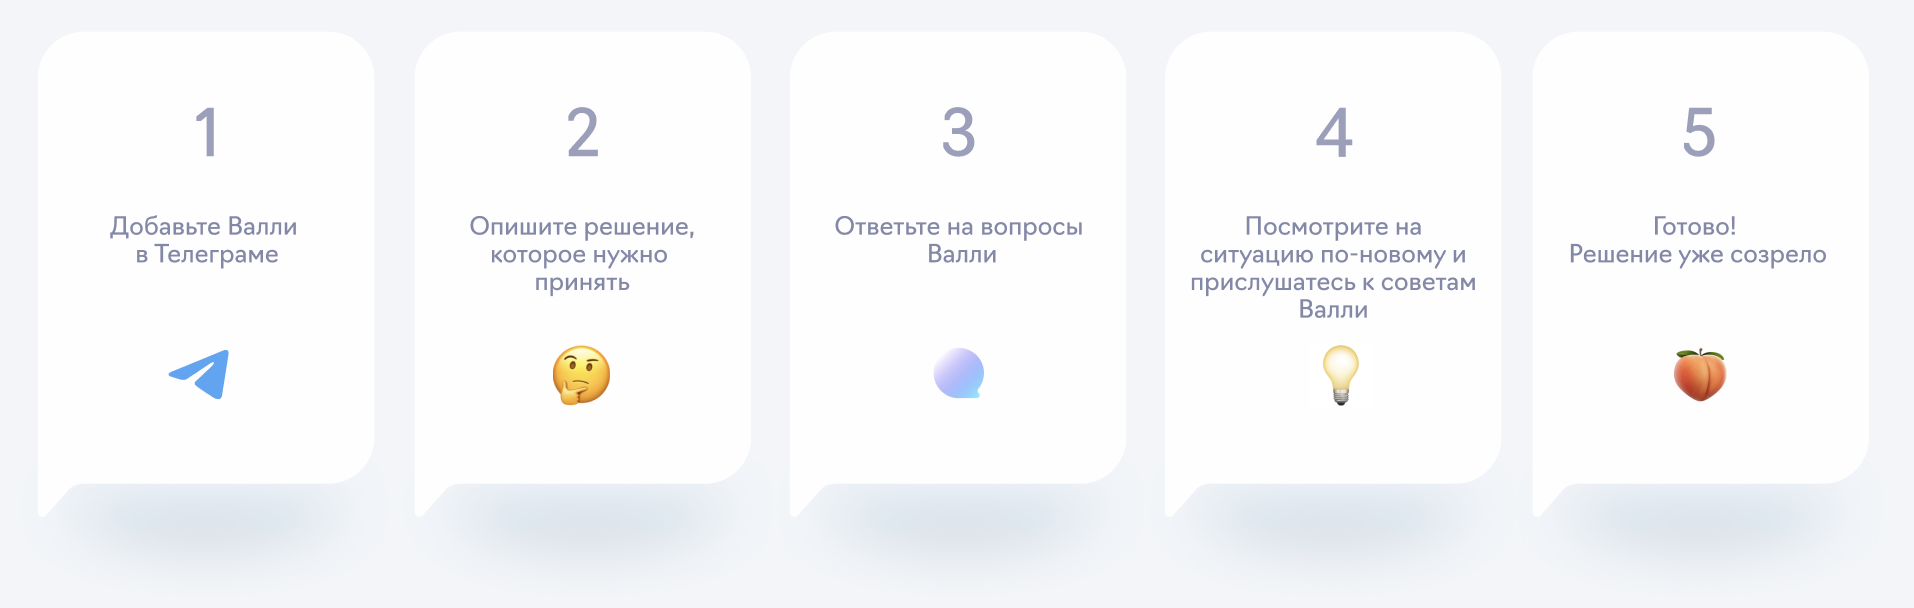 1
Добавьте Валли
в Телеграме
2
Опишите решение,
которое нужно
принять
3
Ответьте на вопросы
Валли
4
Посмотрите на
ситуацию по-новому и
прислушатесь к советам
Валли
5
Готово!
Решение уже созрело